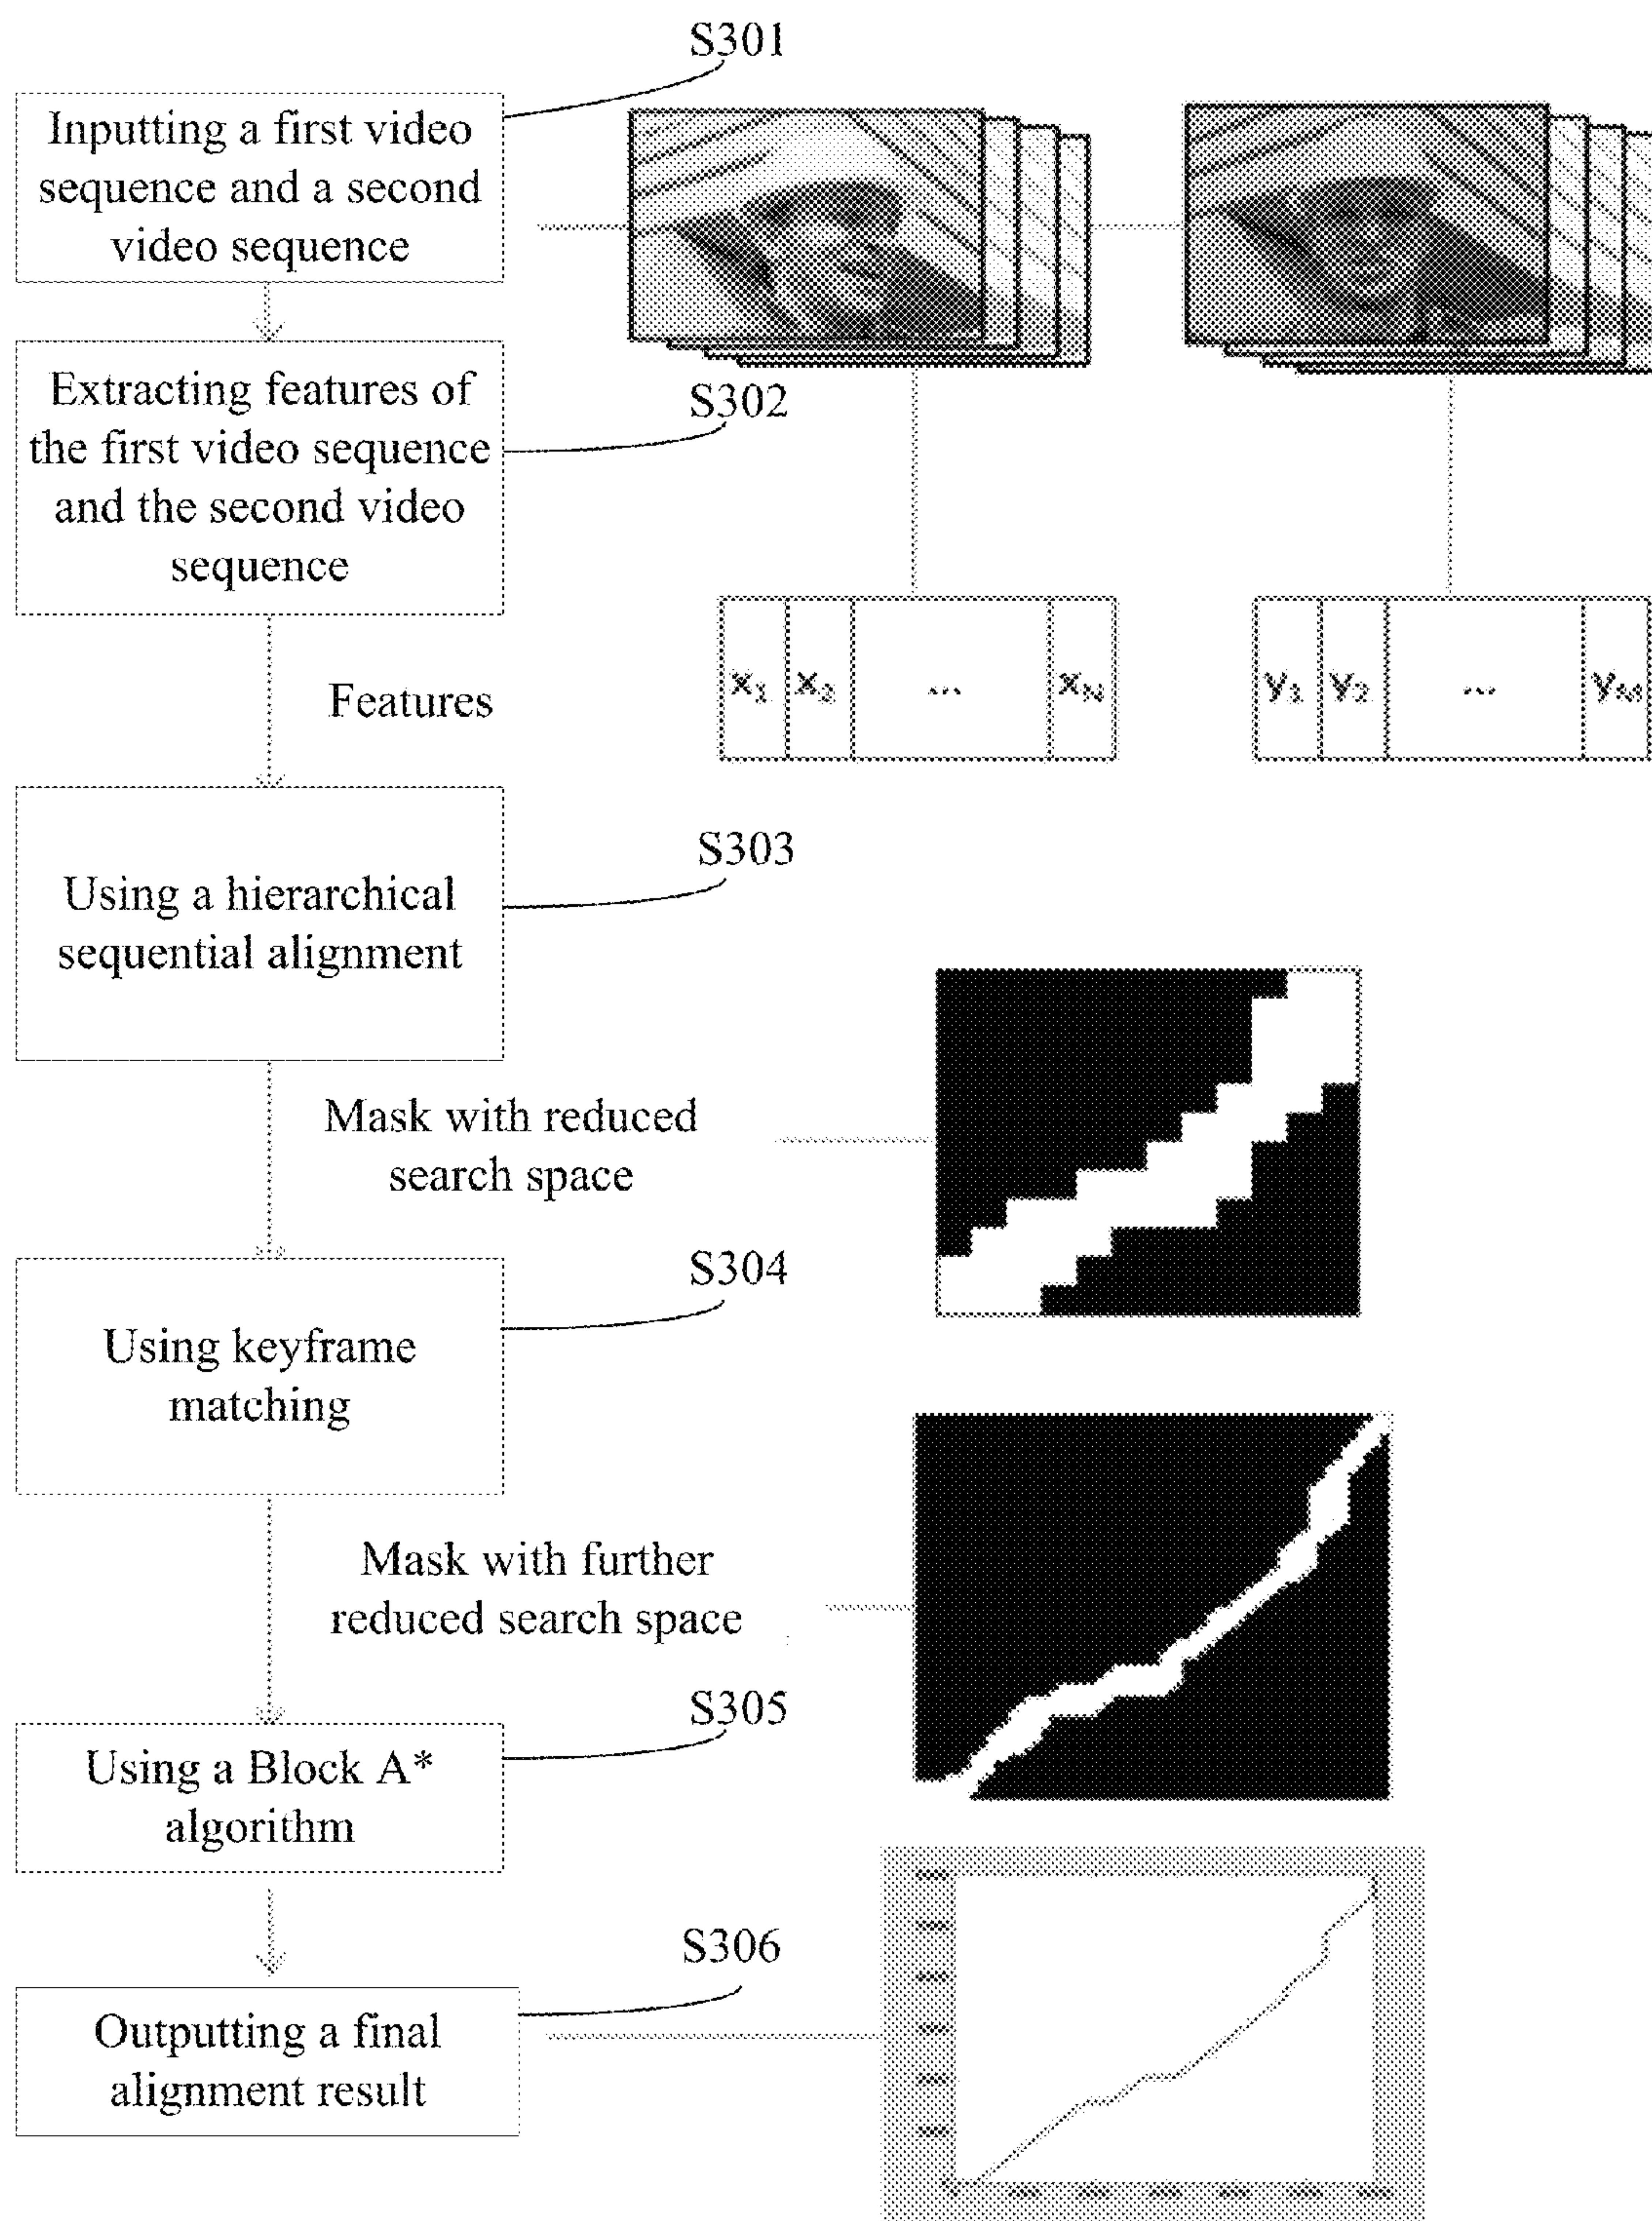 S301
Inputting a first video
sequence and a second
video sequence
Extracting features of
the first video sequence
and the second video
sequence
S302
x₁ x₂ ... x_N
y₁ y₂ ... y_M
Features
S303
Using a hierarchical
sequential alignment
Mask with reduced
search space
S304
Using keyframe
matching
Mask with further
reduced search space
S305
Using a Block A*
algorithm
S306
Outputting a final
alignment result